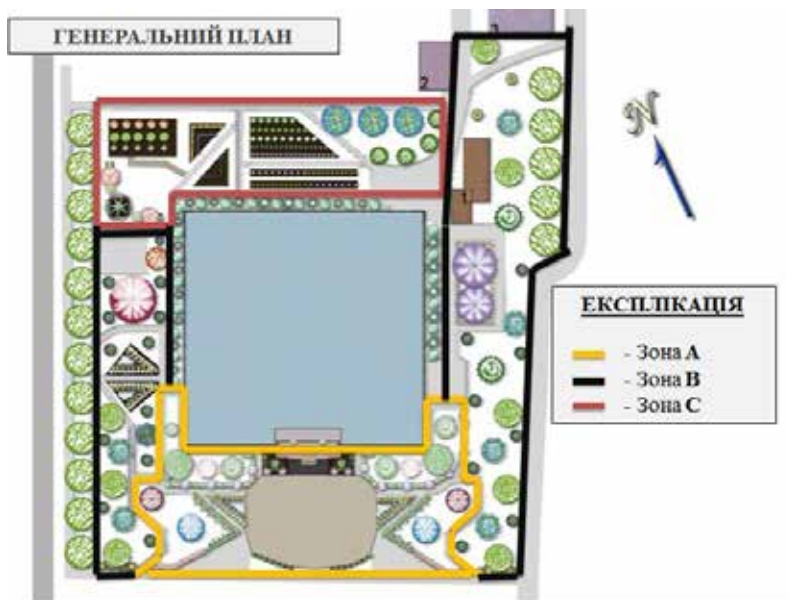 ГЕНЕРАЛЬНИЙ ПЛАН
3
2
N
1
ЕКСПЛІКАЦІЯ
- Зона А
- Зона В
- Зона С